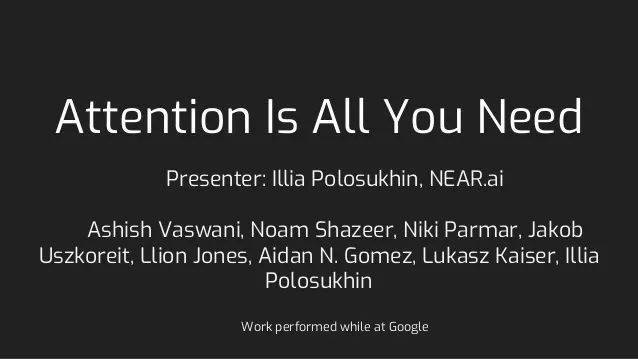 Attention Is All You Need
Presenter: Illia Polosukhin, NEAR.ai
Ashish Vaswani, Noam Shazeer, Niki Parmar, Jakob
Uszkoreit, Llion Jones, Aidan N. Gomez, Lukasz Kaiser, Illia
Polosukhin
Work performed while at Google